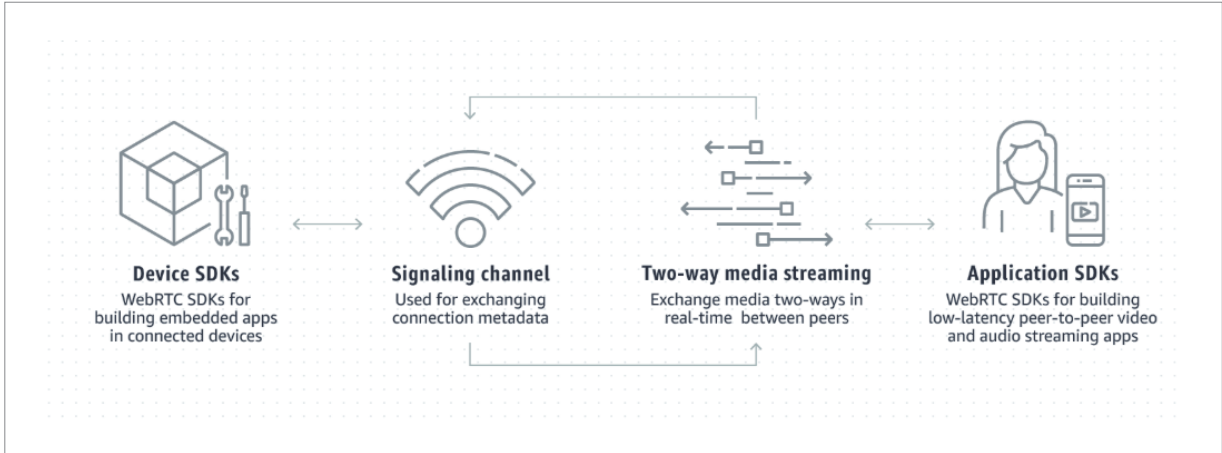 Device SDKs
WebRTC SDKs for
building embedded apps
in connected devices
Signaling channel
Used for exchanging
connection metadata
Two-way media streaming
Exchange media two-ways in
real-time between peers
Application SDKs
WebRTC SDKs for building
low-latency peer-to-peer video
and audio streaming apps